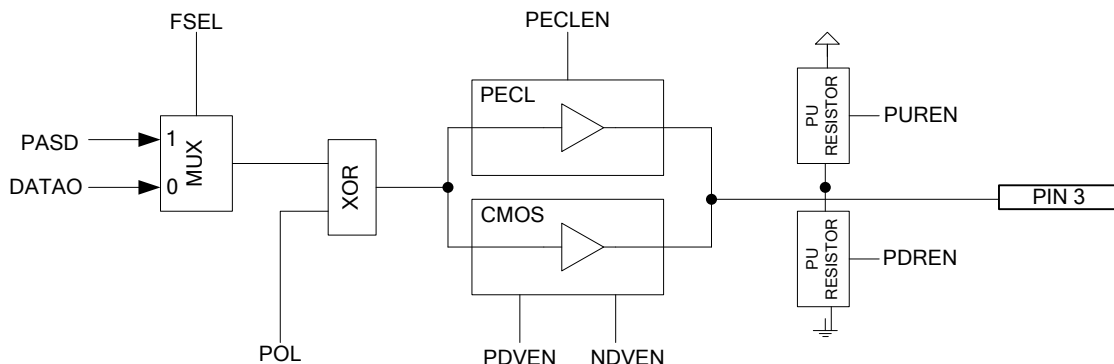 FSEL
PECLEN
PECL
PU
RESISTOR
PUREN
PASD
1
MUX
DATAO
0
XOR
PIN 3
CMOS
PU
RESISTOR
PDREN
POL
PDVEN
NDVEN